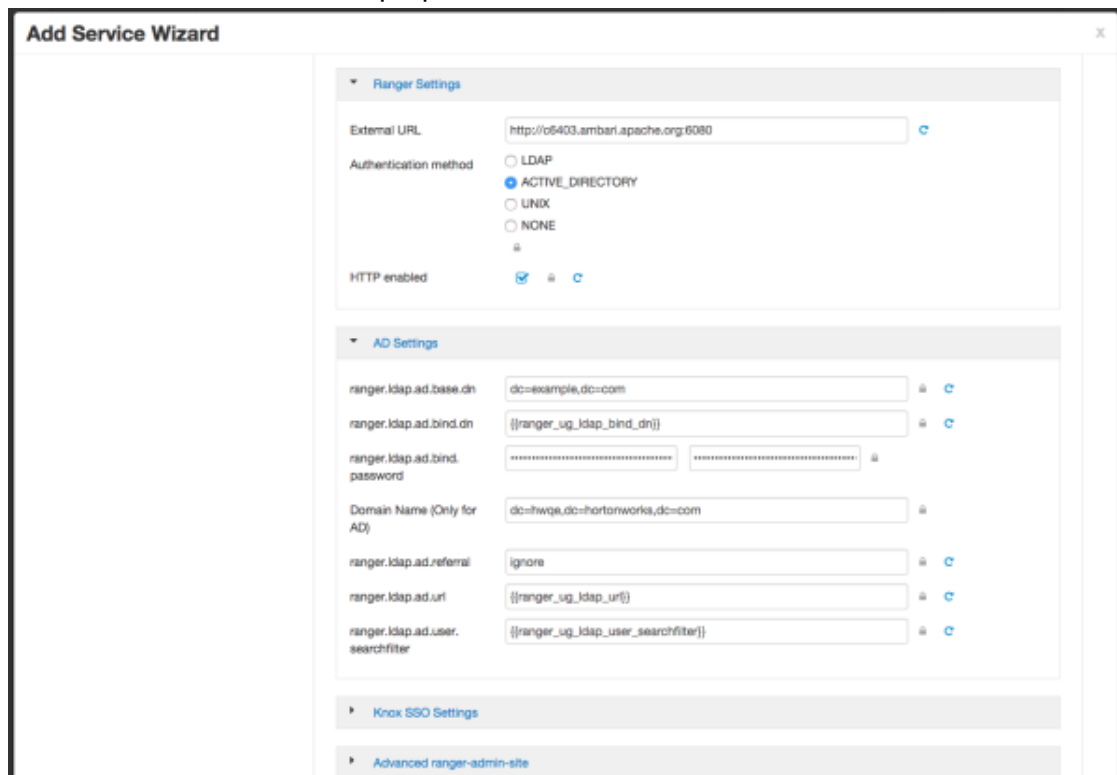 Add Service Wizard
x
Ranger Settings
External URL
http://c6403.ambari.apache.org:6080
Authentication method
LDAP
ACTIVE_DIRECTORY
UNIX
NONE
HTTP enabled
AD Settings
ranger.ldap.ad.base.dn
dc=example,dc=com
ranger.ldap.ad.bind.dn
{{ranger_ug_ldap_bind_dn}}
ranger.ldap.ad.bind.
password
Domain Name (Only for
AD)
dc=hwqe,dc=hortonworks,dc=com
ranger.ldap.ad.referral
ignore
ranger.ldap.ad.url
{{ranger_ug_ldap_url}}
ranger.ldap.ad.user.
searchfilter
{{ranger_ug_ldap_user_searchfilter}}
Knox SSO Settings
Advanced ranger-admin-site